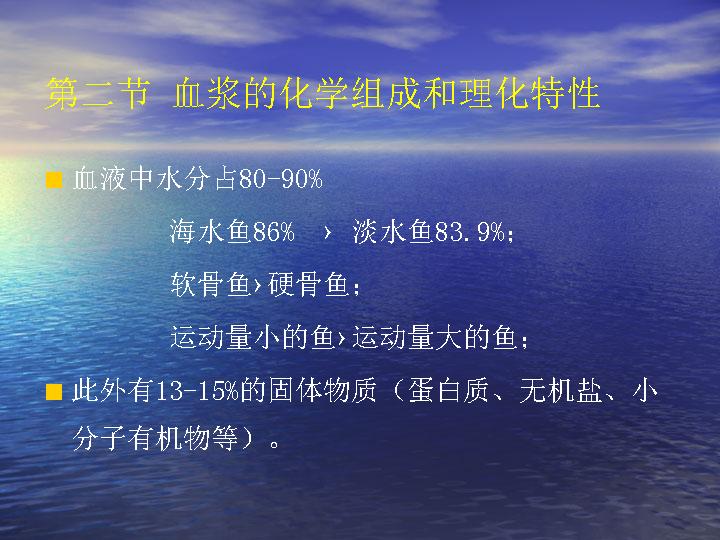 第二节 血浆的化学组成和理化特性
■ 血液中水分占80-90%
海水鱼86% › 淡水鱼83.9%；
软骨鱼›硬骨鱼；
运动量小的鱼›运动量大的鱼；
■ 此外有13-15%的固体物质（蛋白质、无机盐、小
分子有机物等）。